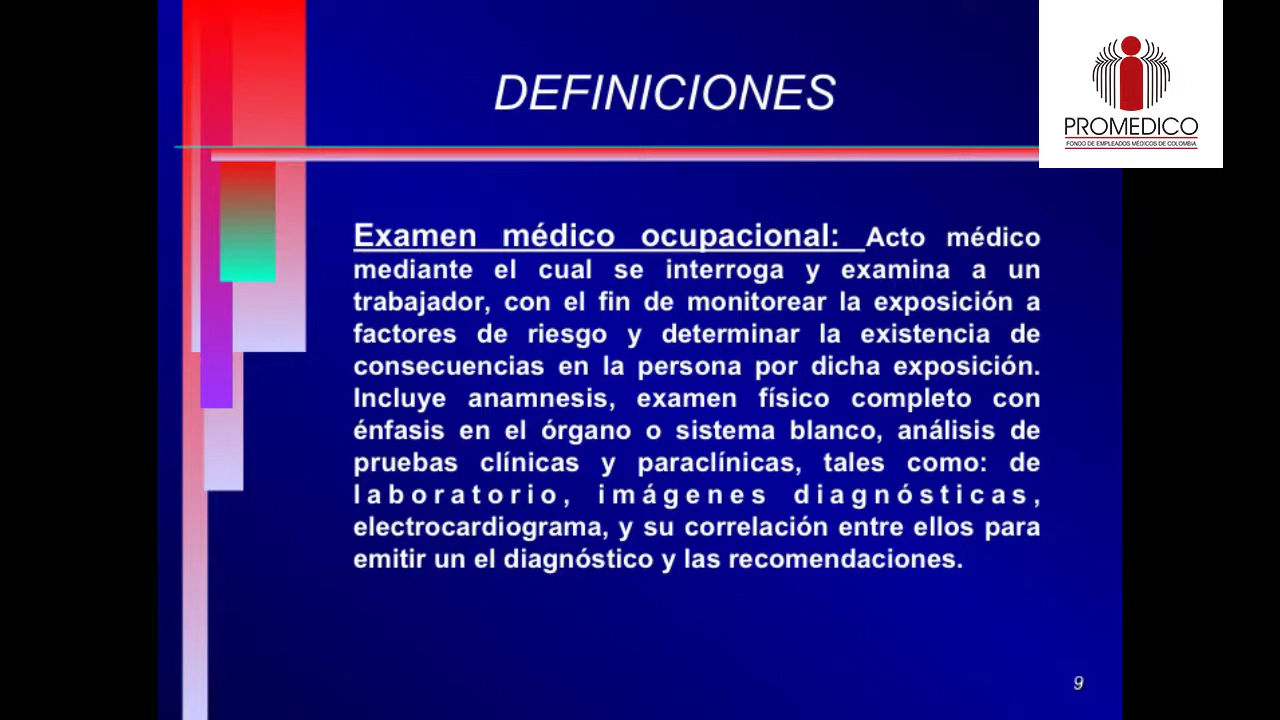 DEFINICIONES
PROMEDICO
FONDO DE EMPLEADOS MÉDICOS DE COLOMBIA
Examen médico ocupacional: Acto médico
mediante el cual se interroga y examina a un
trabajador, con el fin de monitorear la exposición a
factores de riesgo y determinar la existencia de
consecuencias en la persona por dicha exposición.
Incluye anamnesis, examen físico completo con
énfasis en el órgano o sistema blanco, análisis de
pruebas clínicas y paraclínicas, tales como: de
laboratorio, imágenes diagnósticas,
electrocardiograma, y su correlación entre ellos para
emitir un el diagnóstico y las recomendaciones.
9